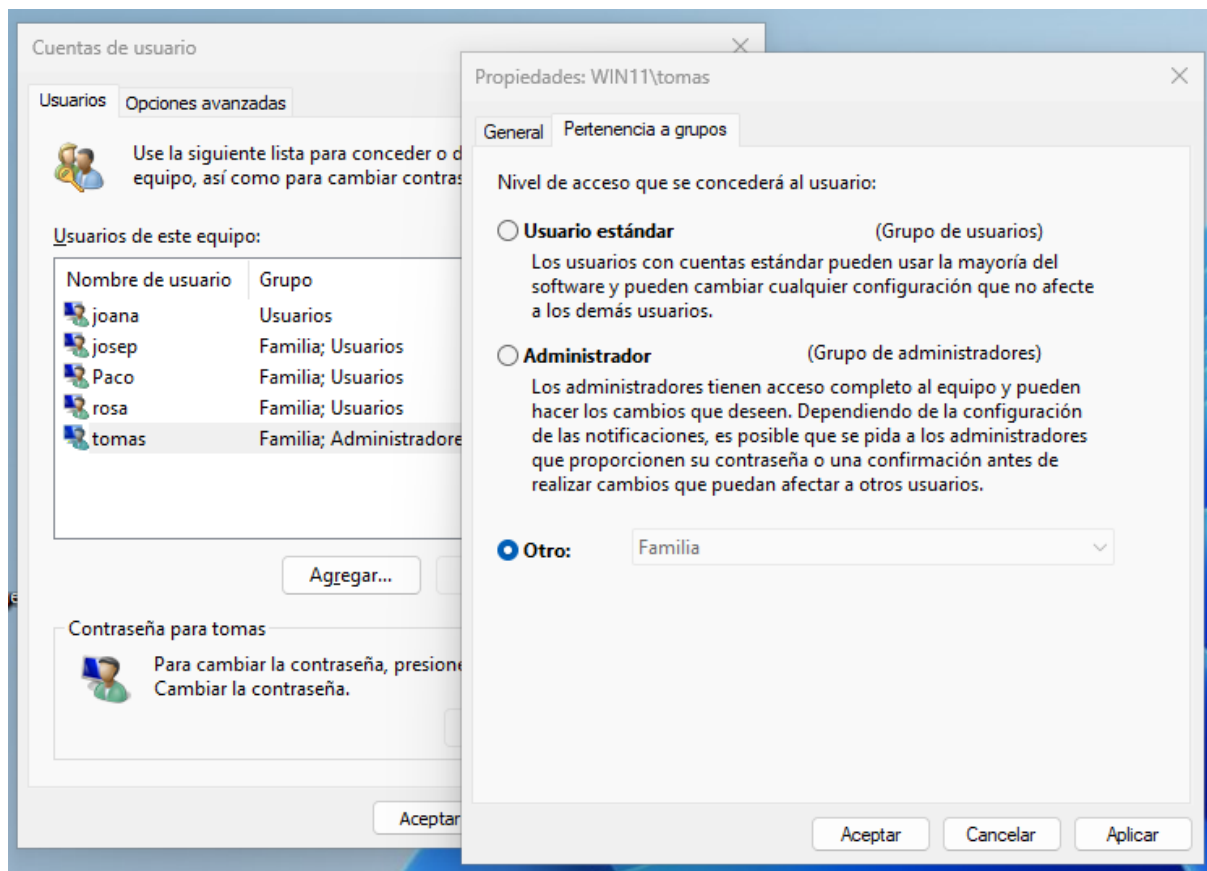 Cuentas de usuario
Usuarios
Opciones avanzadas
Use la siguiente lista para conceder o d
equipo, así como para cambiar contras
Usuarios de este equipo:
Nombre de usuario
Grupo
joana
Usuarios
josep
Familia; Usuarios
Paco
Familia; Usuarios
rosa
Familia; Usuarios
tomas
Familia; Administradore
Agregar...
Contraseña para tomas
Para cambiar la contraseña, presione
Cambiar la contraseña.
Aceptar
Propiedades: WIN11\tomas
General
Pertenencia a grupos
Nivel de acceso que se concederá al usuario:
Usuario estándar
(Grupo de usuarios)
Los usuarios con cuentas estándar pueden usar la mayoría del
software y pueden cambiar cualquier configuración que no afecte
a los demás usuarios.
Administrador
(Grupo de administradores)
Los administradores tienen acceso completo al equipo y pueden
hacer los cambios que deseen. Dependiendo de la configuración
de las notificaciones, es posible que se pida a los administradores
que proporcionen su contraseña o una confirmación antes de
realizar cambios que puedan afectar a otros usuarios.
Otro:
Familia
Aceptar
Cancelar
Aplicar